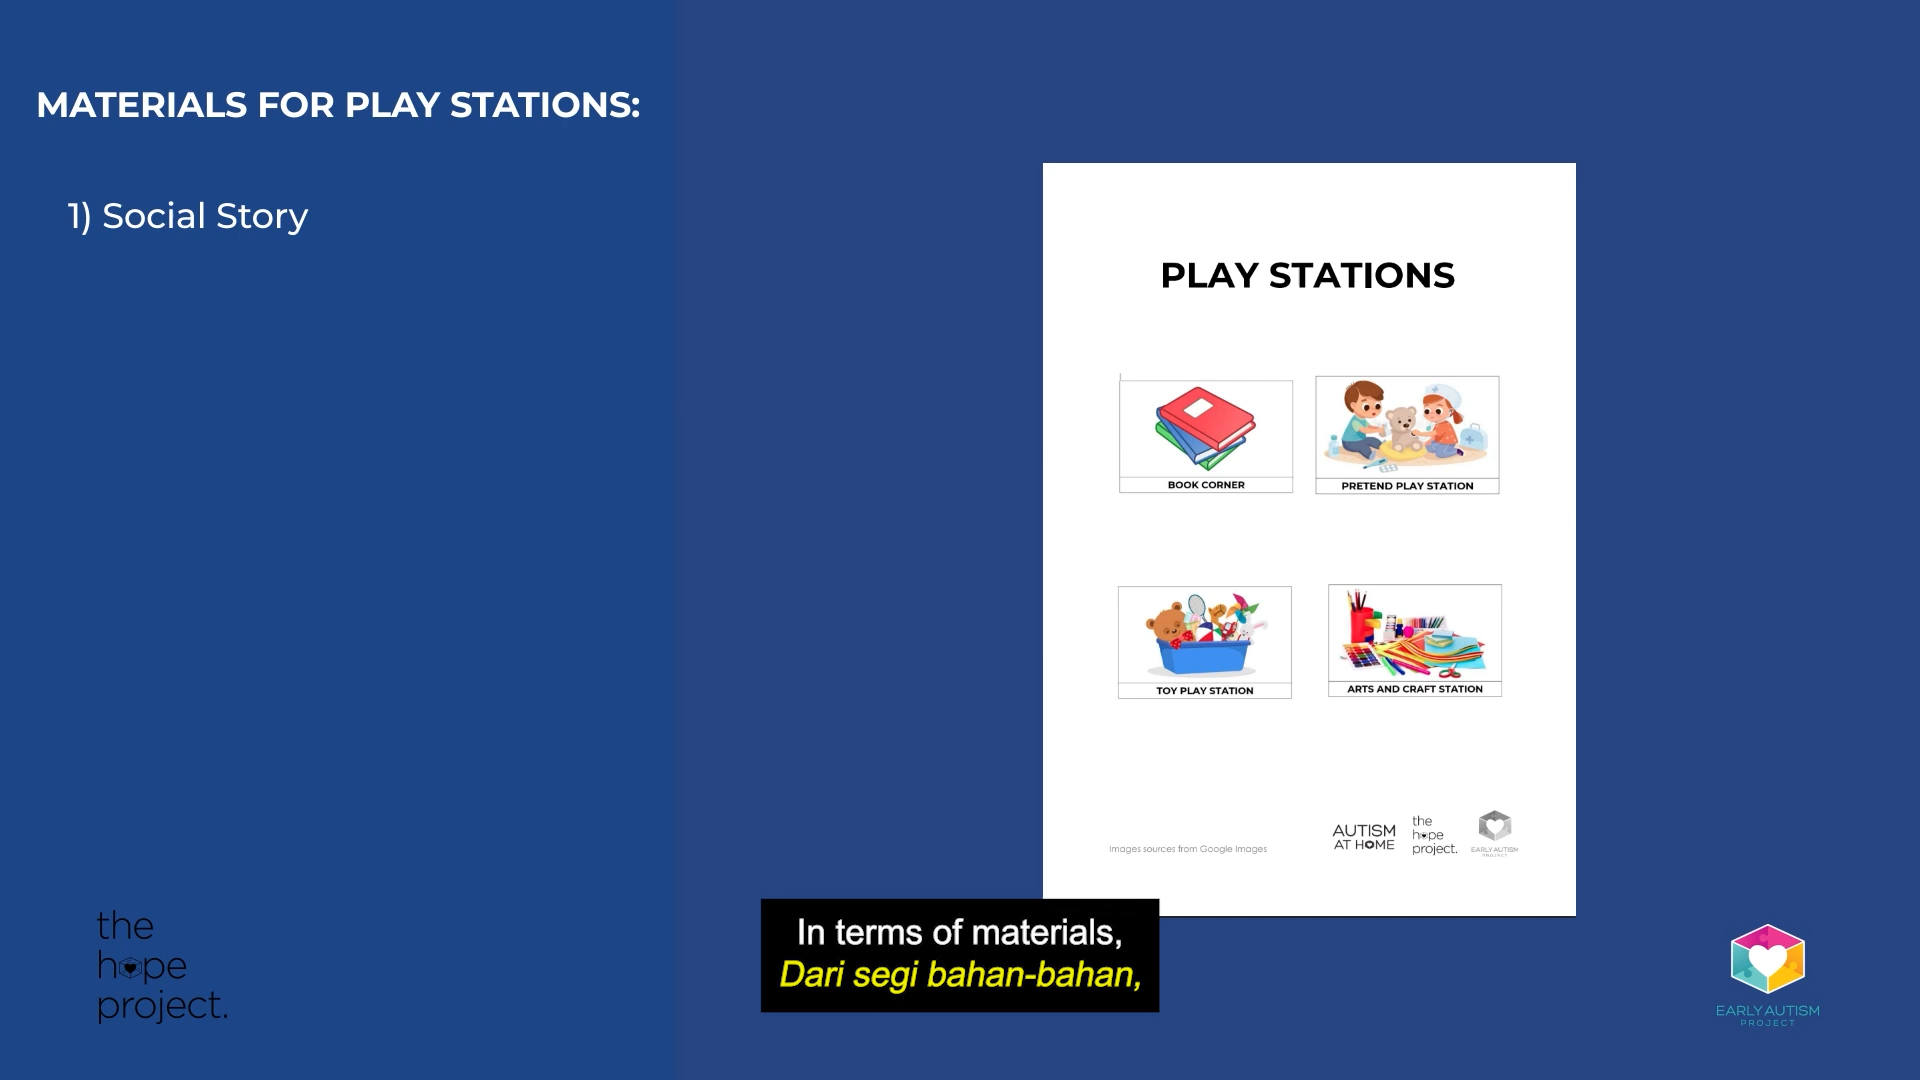 MATERIALS FOR PLAY STATIONS:
1) Social Story
PLAY STATIONS
BOOK CORNER
PRETEND PLAY STATION
TOY PLAY STATION
ARTS AND CRAFT STATION
Images sources from Google Images
AUTISM
AT HOME
the
hope
project.
EARLY AUTISM
PROJECT
In terms of materials,
Dari segi bahan-bahan,
the
hope
project.
EARLY AUTISM
PROJECT